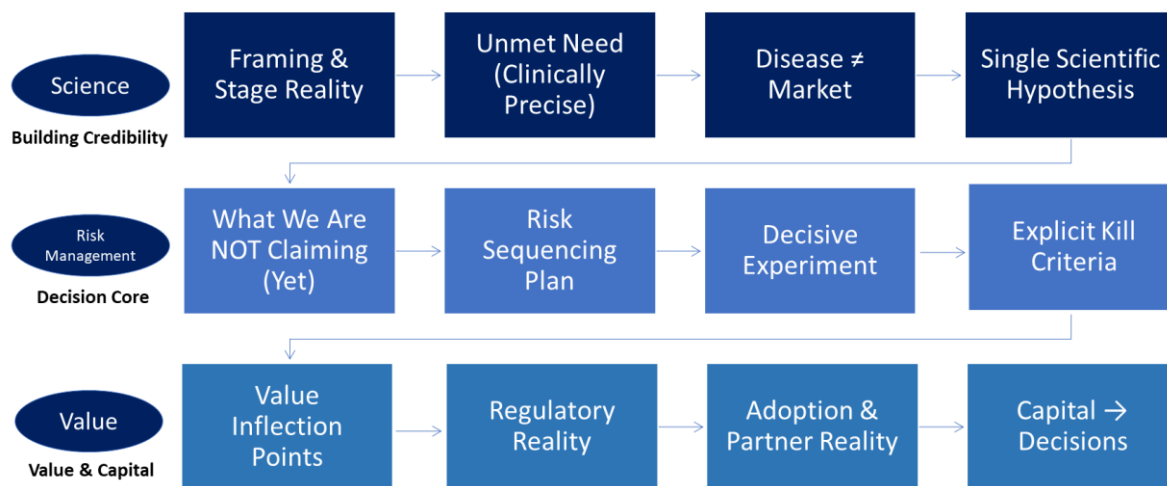 Science
Building Credibility
Framing &
Stage Reality
Unmet Need
(Clinically
Precise)
Disease ≠
Market
Single Scientific
Hypothesis
Risk
Management
Decision Core
What We Are
NOT Claiming
(Yet)
Risk
Sequencing
Plan
Decisive
Experiment
Explicit Kill
Criteria
Value
Value & Capital
Value
Inflection
Points
Regulatory
Reality
Adoption &
Partner Reality
Capital →
Decisions